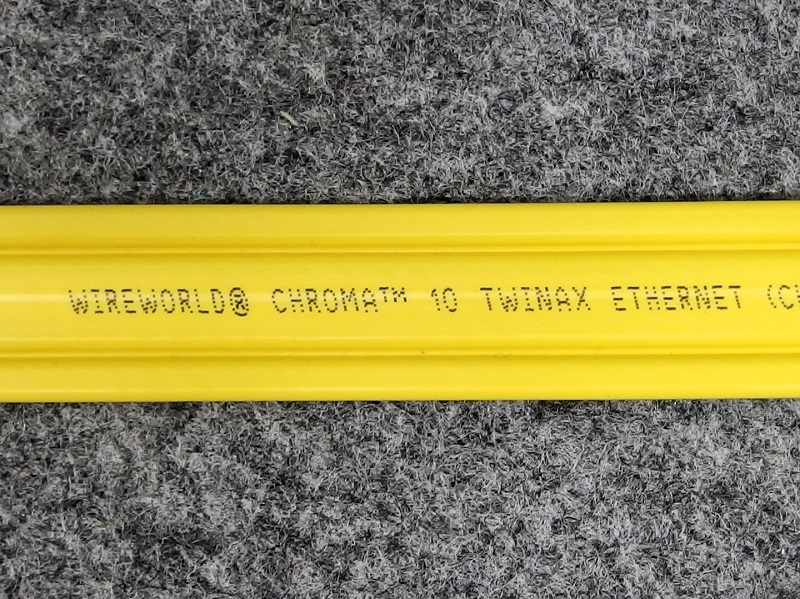 WIREWORLD® CHROMA™ 10 TWINAX ETHERNET (C